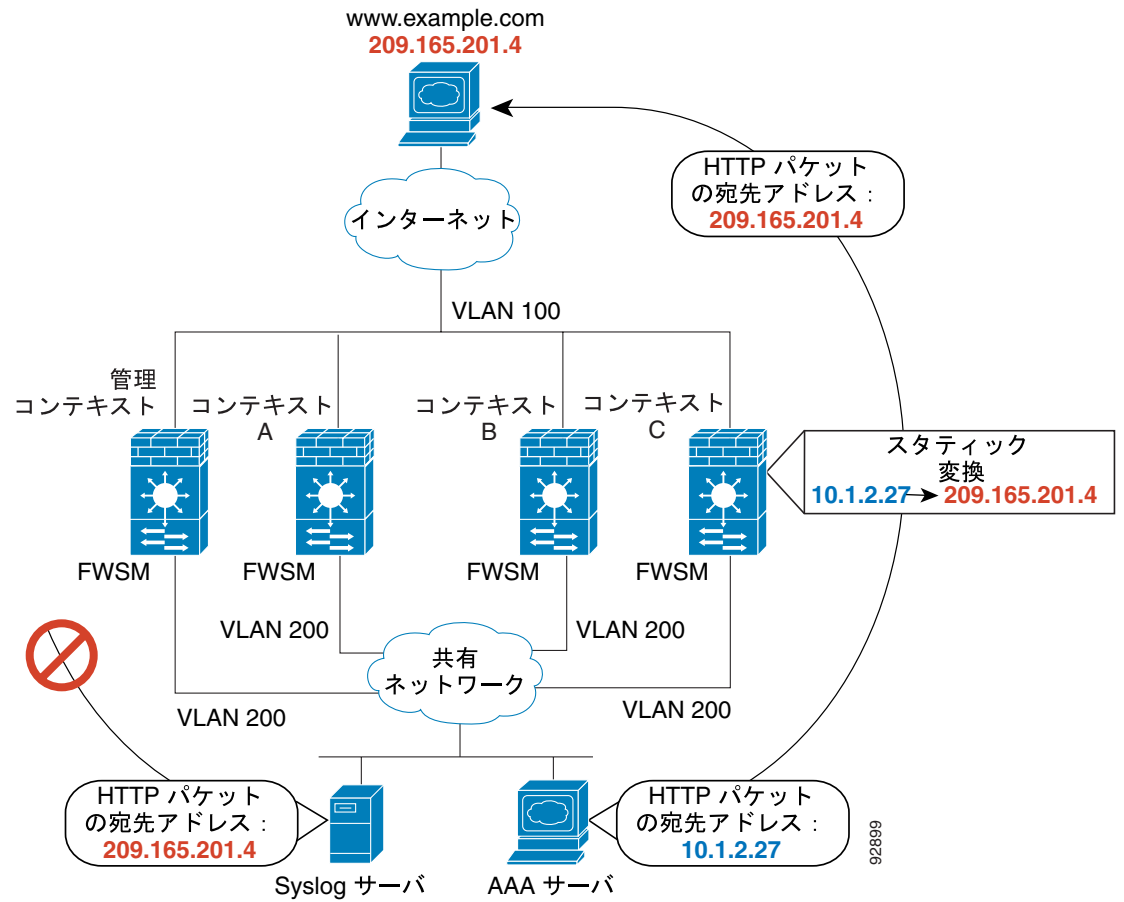 www.example.com
209.165.201.4
HTTP パケット
の宛先アドレス：
209.165.201.4
インターネット
VLAN 100
管理
コンテキスト
コンテキスト
A
コンテキスト
B
コンテキスト
C
スタティック
変換
10.1.2.27 → 209.165.201.4
FWSM
FWSM
FWSM
FWSM
VLAN 200
VLAN 200
共有
ネットワーク
VLAN 200
VLAN 200
HTTP パケット
の宛先アドレス：
209.165.201.4
HTTP パケット
の宛先アドレス：
10.1.2.27
Syslog サーバ
AAA サーバ
92899